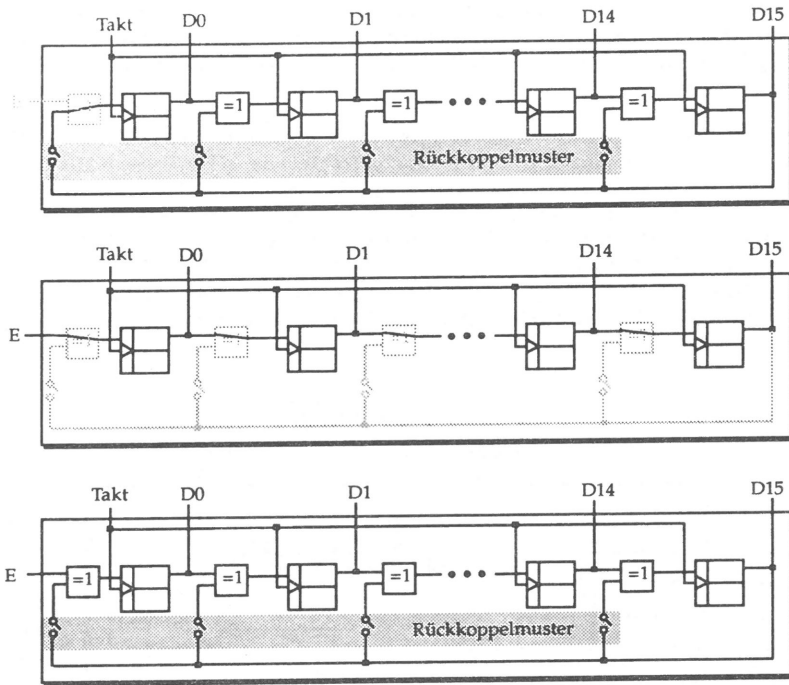 Takt D0 D1 D14 D15
=1 =1 =1
Rückkoppelmuster
Takt D0 D1 D14 D15
E
Takt D0 D1 D14 D15
E =1 =1 =1 =1
Rückkoppelmuster